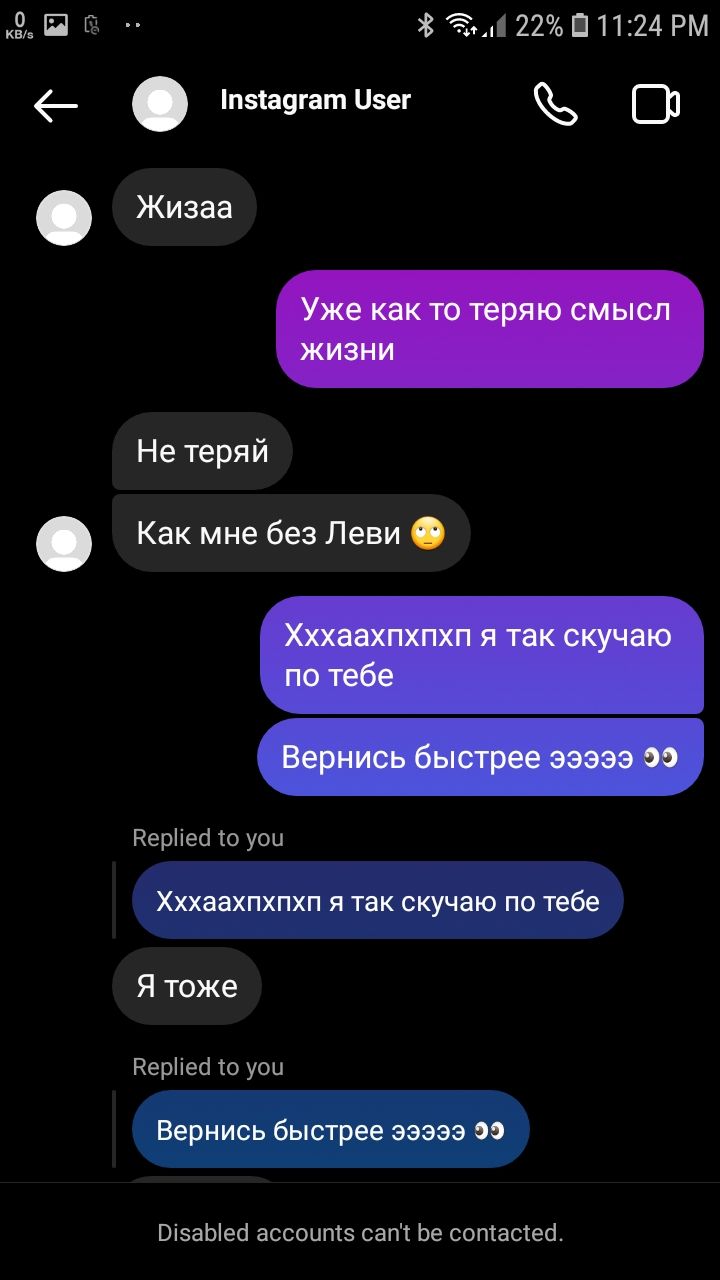 0
KB/s
22% 11:24 PM
Instagram User
Жизаа
Уже как то теряю смысл
жизни
Не теряй
Как мне без Леви 🙄
Хххаахпхпхп я так скучаю
по тебе
Вернись быстрее эээээ 👀
Replied to you
Хххаахпхпхп я так скучаю по тебе
Я тоже
Replied to you
Вернись быстрее эээээ 👀
Disabled accounts can't be contacted.